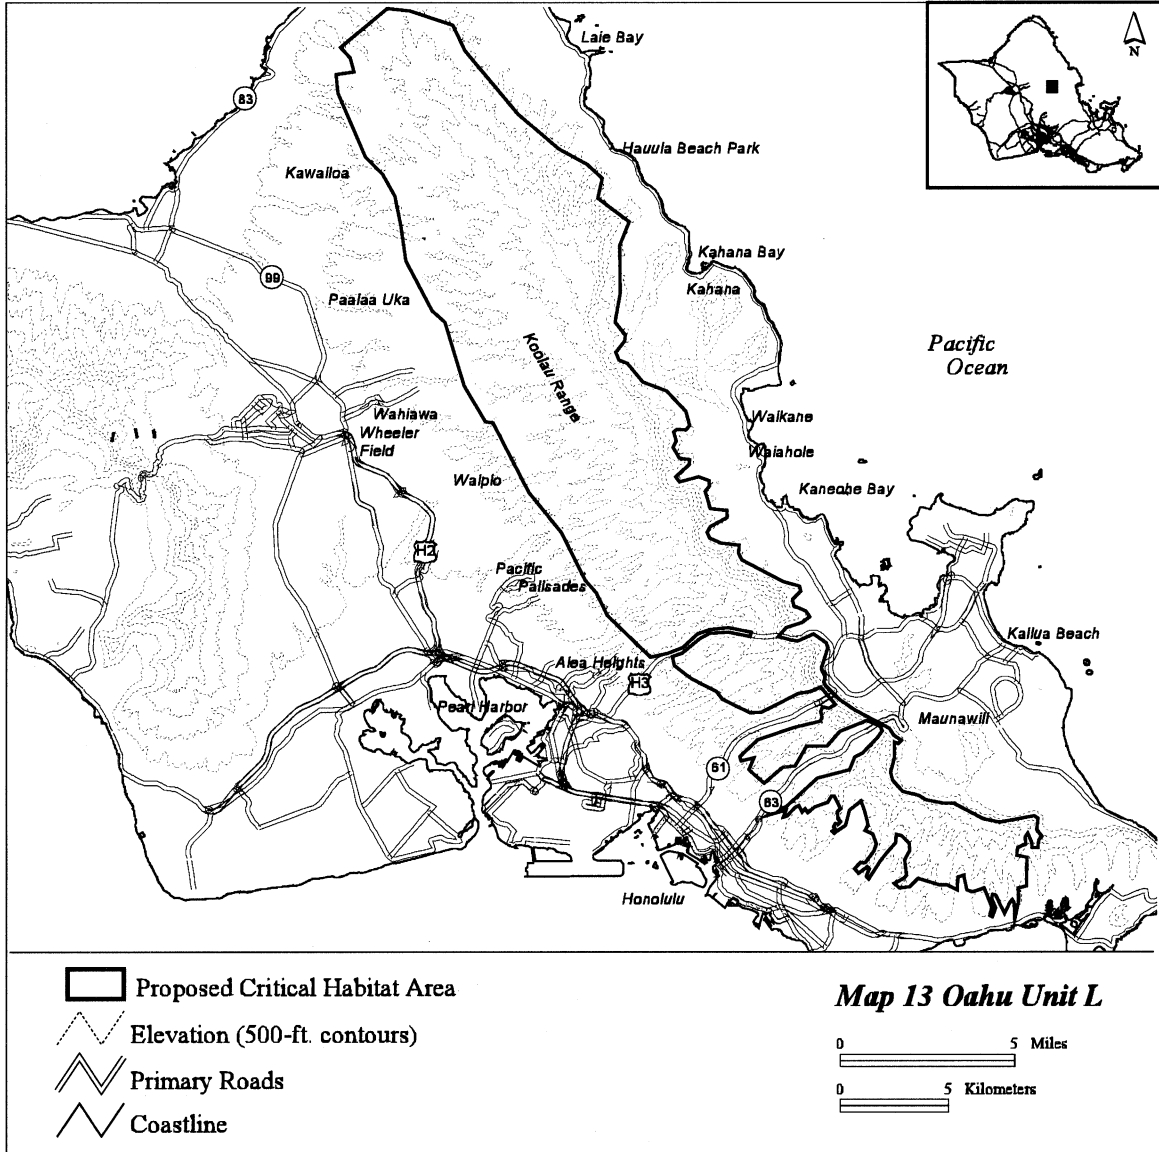 Laie Bay
N
83
Hauula Beach Park
Kawailoa
Kahana Bay
99
Kahana
Paalaa Uka
Pacific
Ocean
Koolau Range
Wahiawa
Wheeler
Field
Waikane
Waiahole
Waipio
Kaneohe Bay
H2
Pacific
Palisades
Kailua Beach
Aiea Heights
H3
Pearl Harbor
Maunawili
61
63
Honolulu
Proposed Critical Habitat Area
Elevation (500-ft. contours)
Primary Roads
Coastline
Map 13 Oahu Unit L
0 5 Miles
0 5 Kilometers